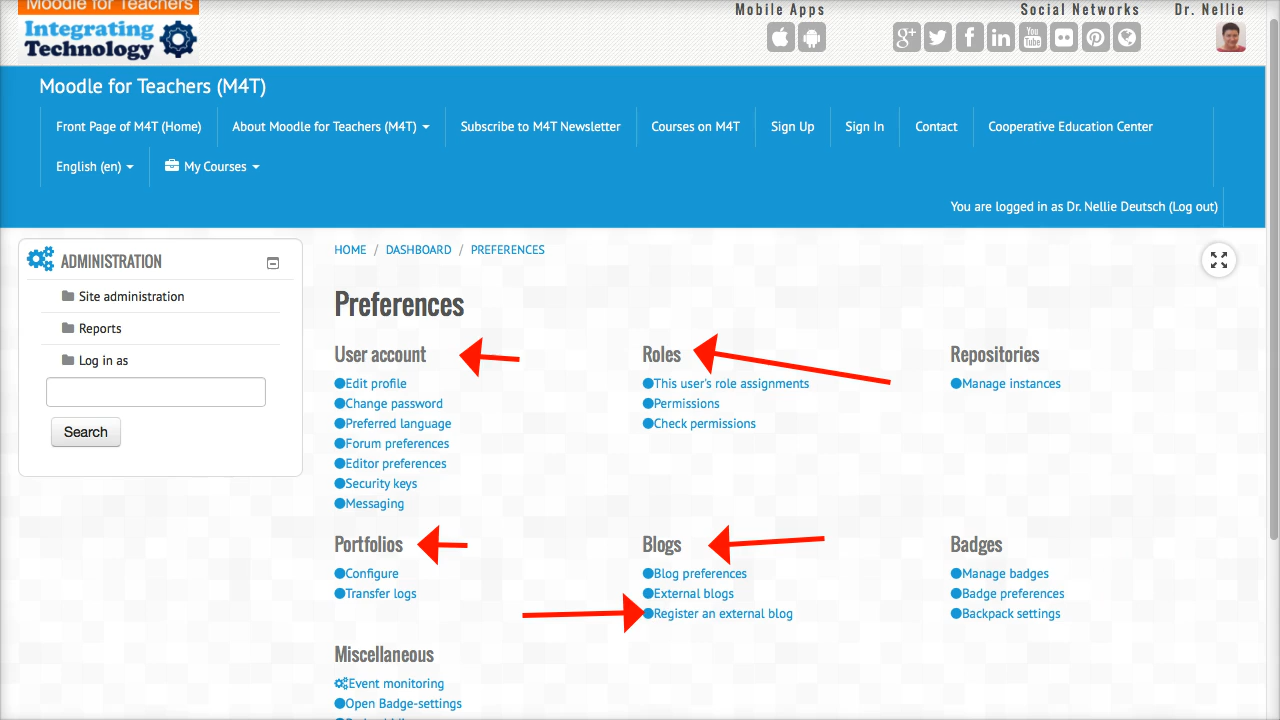 Moodle for Teachers
Integrating
Technology
Mobile Apps
Social Networks
Dr. Nellie
You Tube
Moodle for Teachers (M4T)
Front Page of M4T (Home)
About Moodle for Teachers (M4T)
Subscribe to M4T Newsletter
Courses on M4T
Sign Up
Sign In
Contact
Cooperative Education Center
English (en)
My Courses
You are logged in as Dr. Nellie Deutsch (Log out)
ADMINISTRATION
Site administration
Reports
Log in as
Search
HOME / DASHBOARD / PREFERENCES
Preferences
User account
Edit profile
Change password
Preferred language
Forum preferences
Editor preferences
Security keys
Messaging
Roles
This user's role assignments
Permissions
Check permissions
Repositories
Manage instances
Portfolios
Configure
Transfer logs
Blogs
Blog preferences
External blogs
Register an external blog
Badges
Manage badges
Badge preferences
Backpack settings
Miscellaneous
Event monitoring
Open Badge-settings